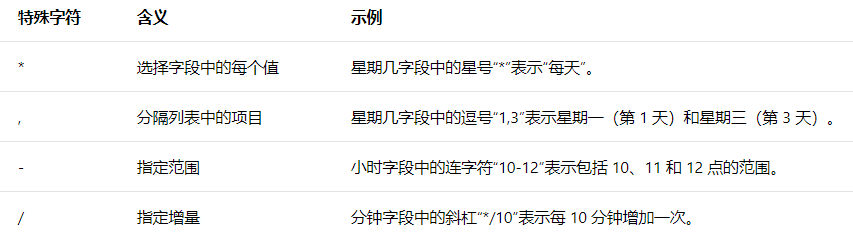 特殊字符 含义 示例
* 选择字段中的每个值 星期几字段中的星号“*”表示“每天”。
, 分隔列表中的项目 星期几字段中的逗号“1,3”表示星期一（第 1 天）和星期三（第 3 天）。
- 指定范围 小时字段中的连字符“10-12”表示包括 10、11 和 12 点的范围。
/ 指定增量 分钟字段中的斜杠“*/10”表示每 10 分钟增加一次。